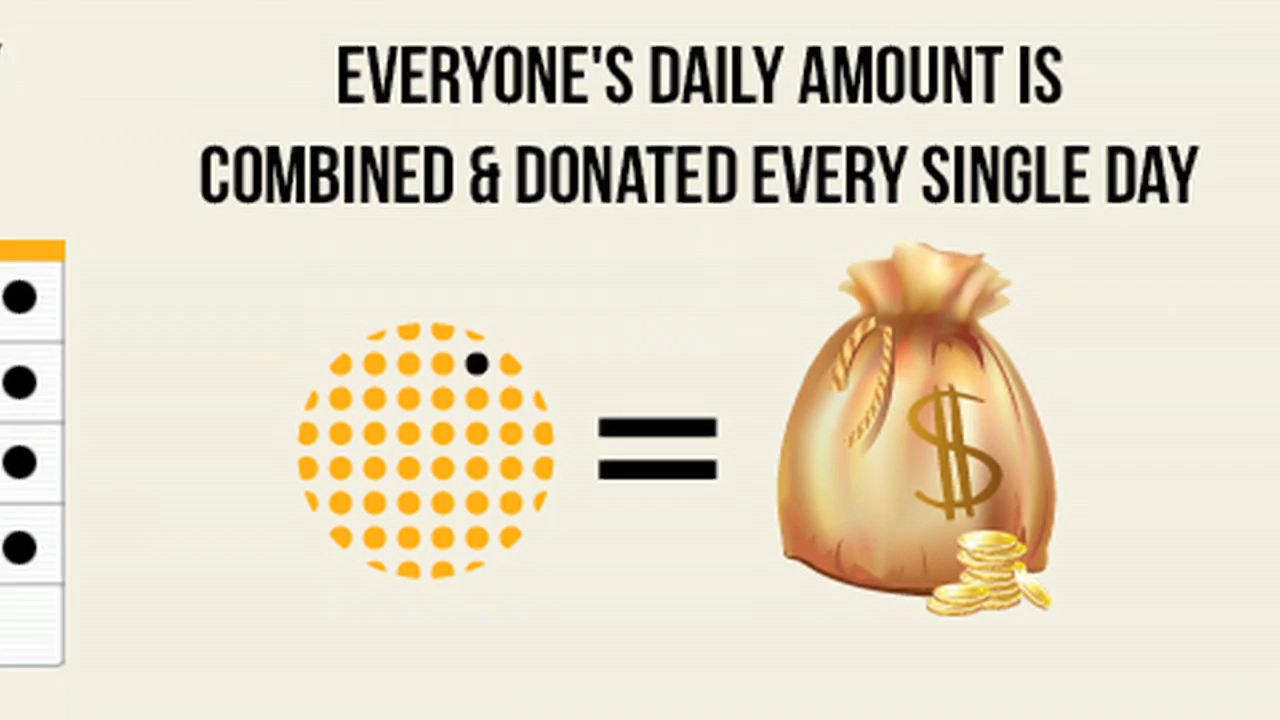 EVERYONE'S DAILY AMOUNT IS
COMBINED & DONATED EVERY SINGLE DAY
$